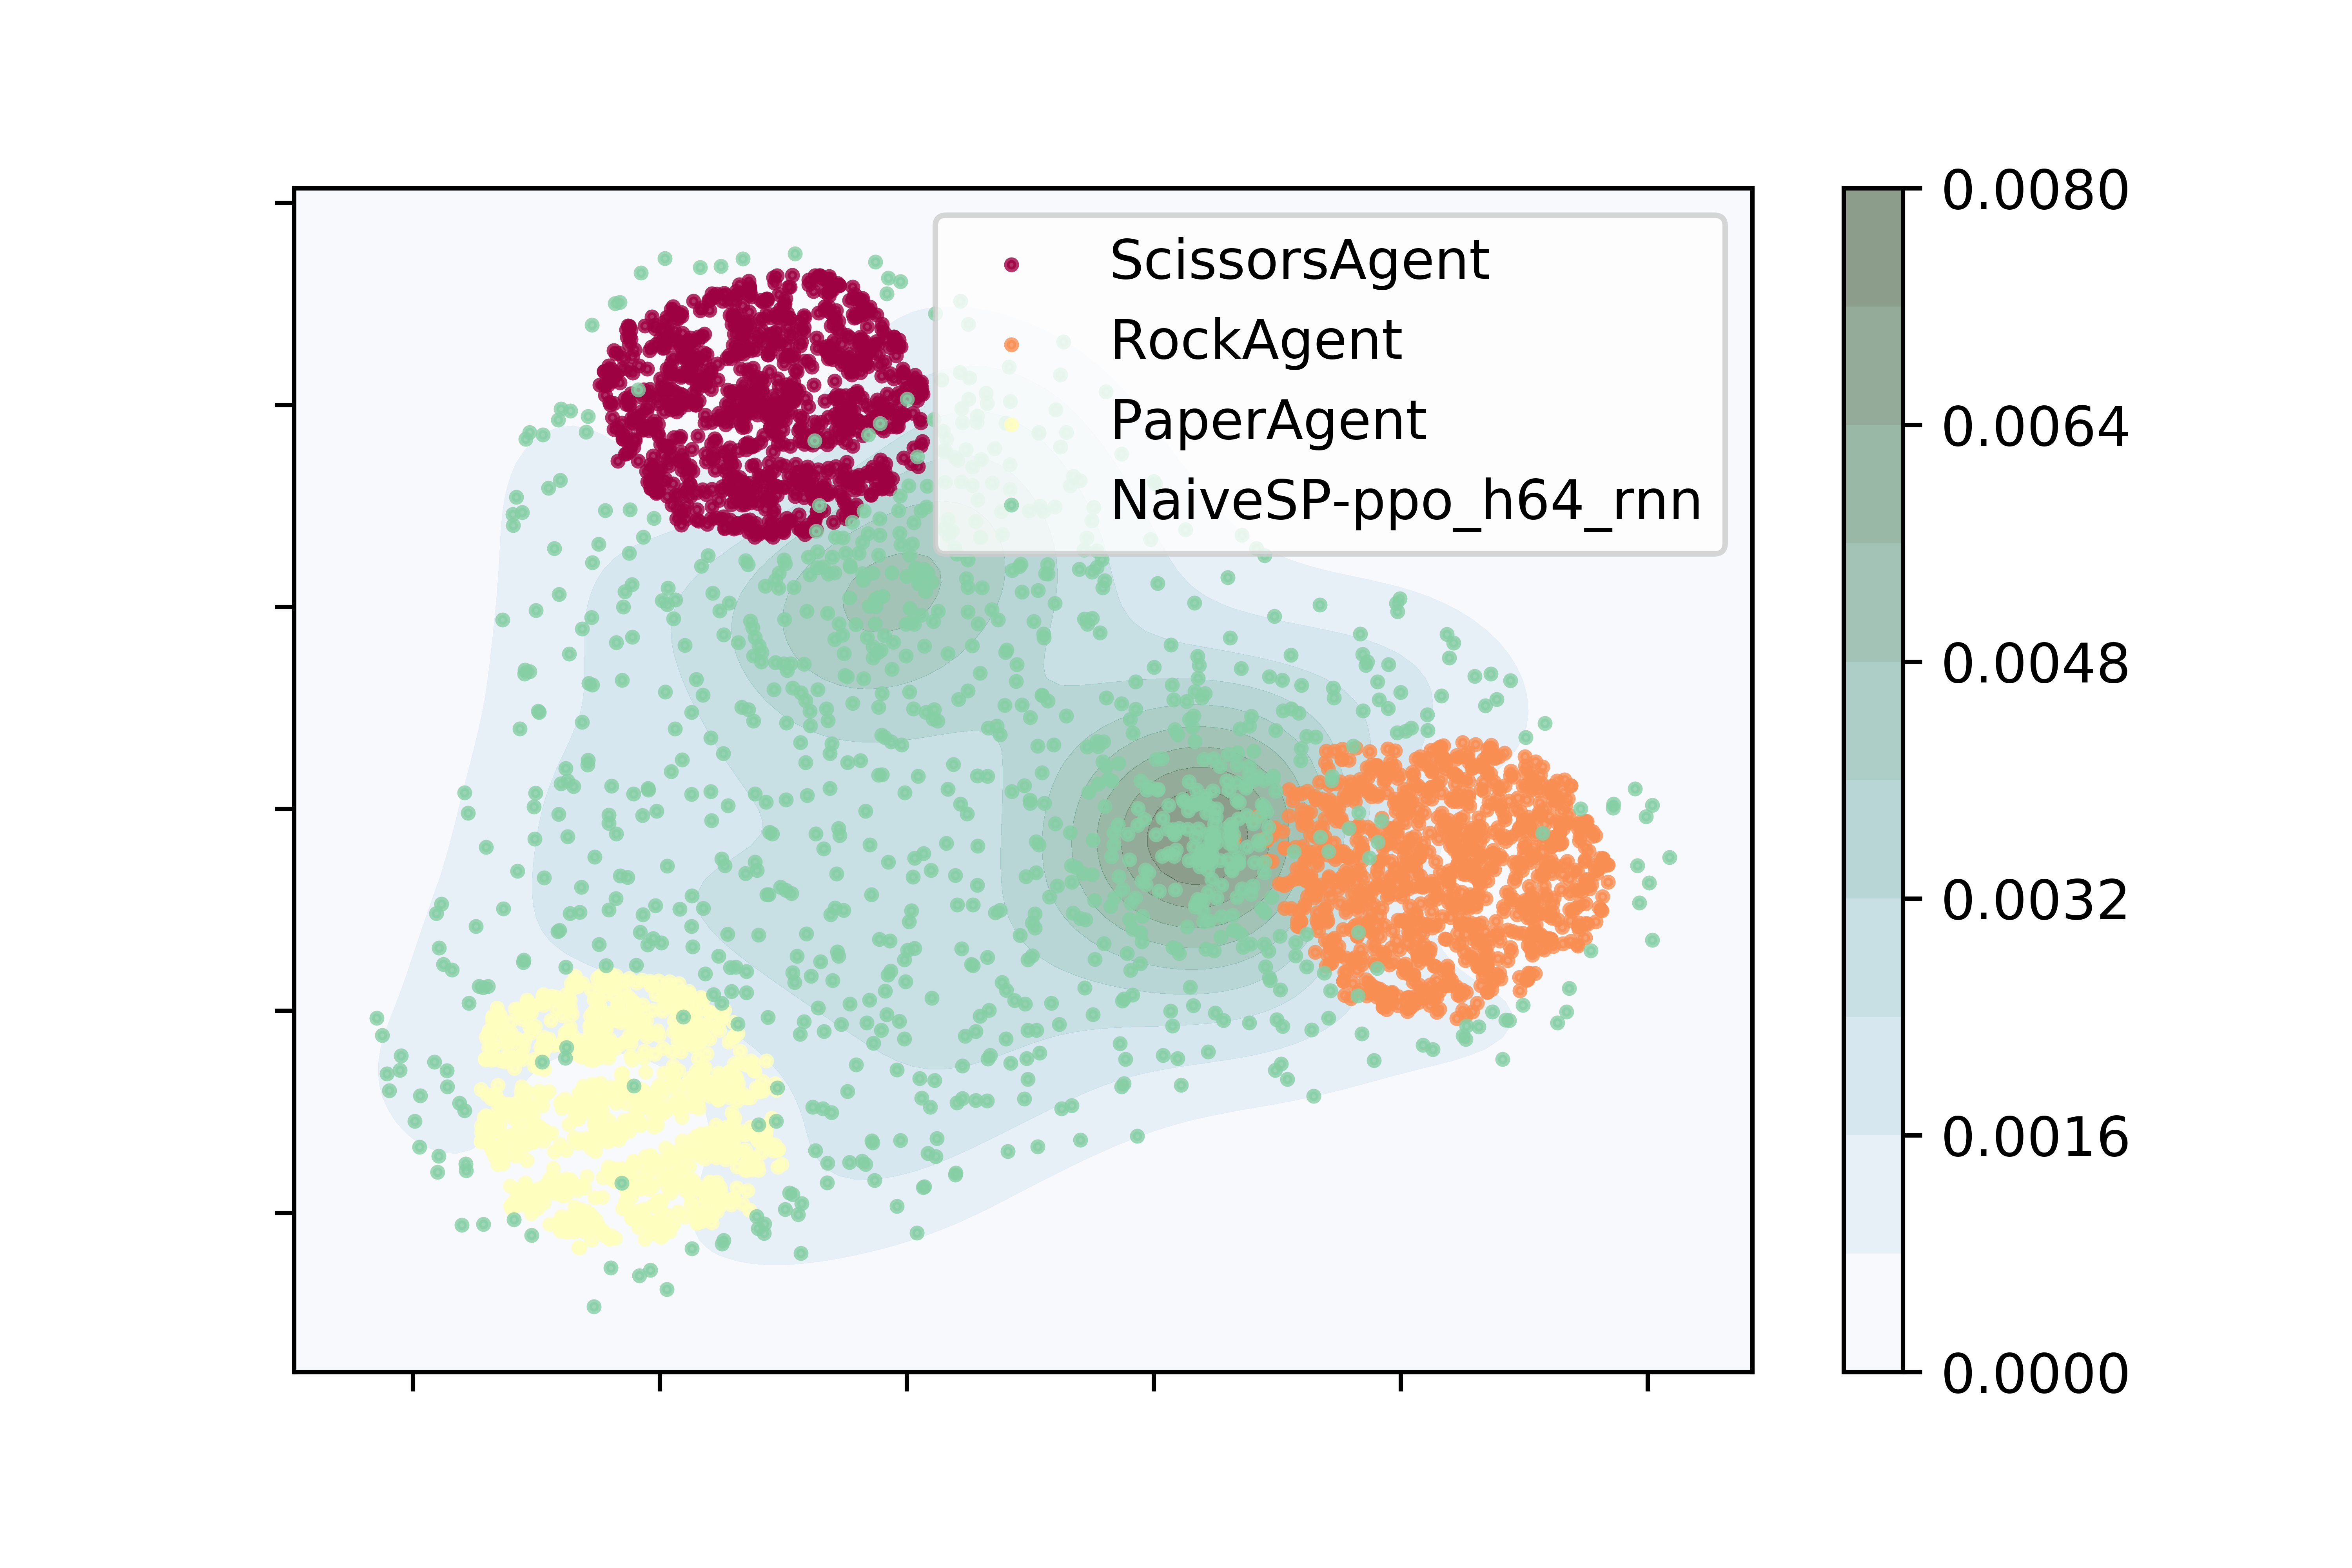 ScissorsAgent
RockAgent
PaperAgent
NaiveSP-ppo_h64_rnn
0.0080
0.0064
0.0048
0.0032
0.0016
0.0000